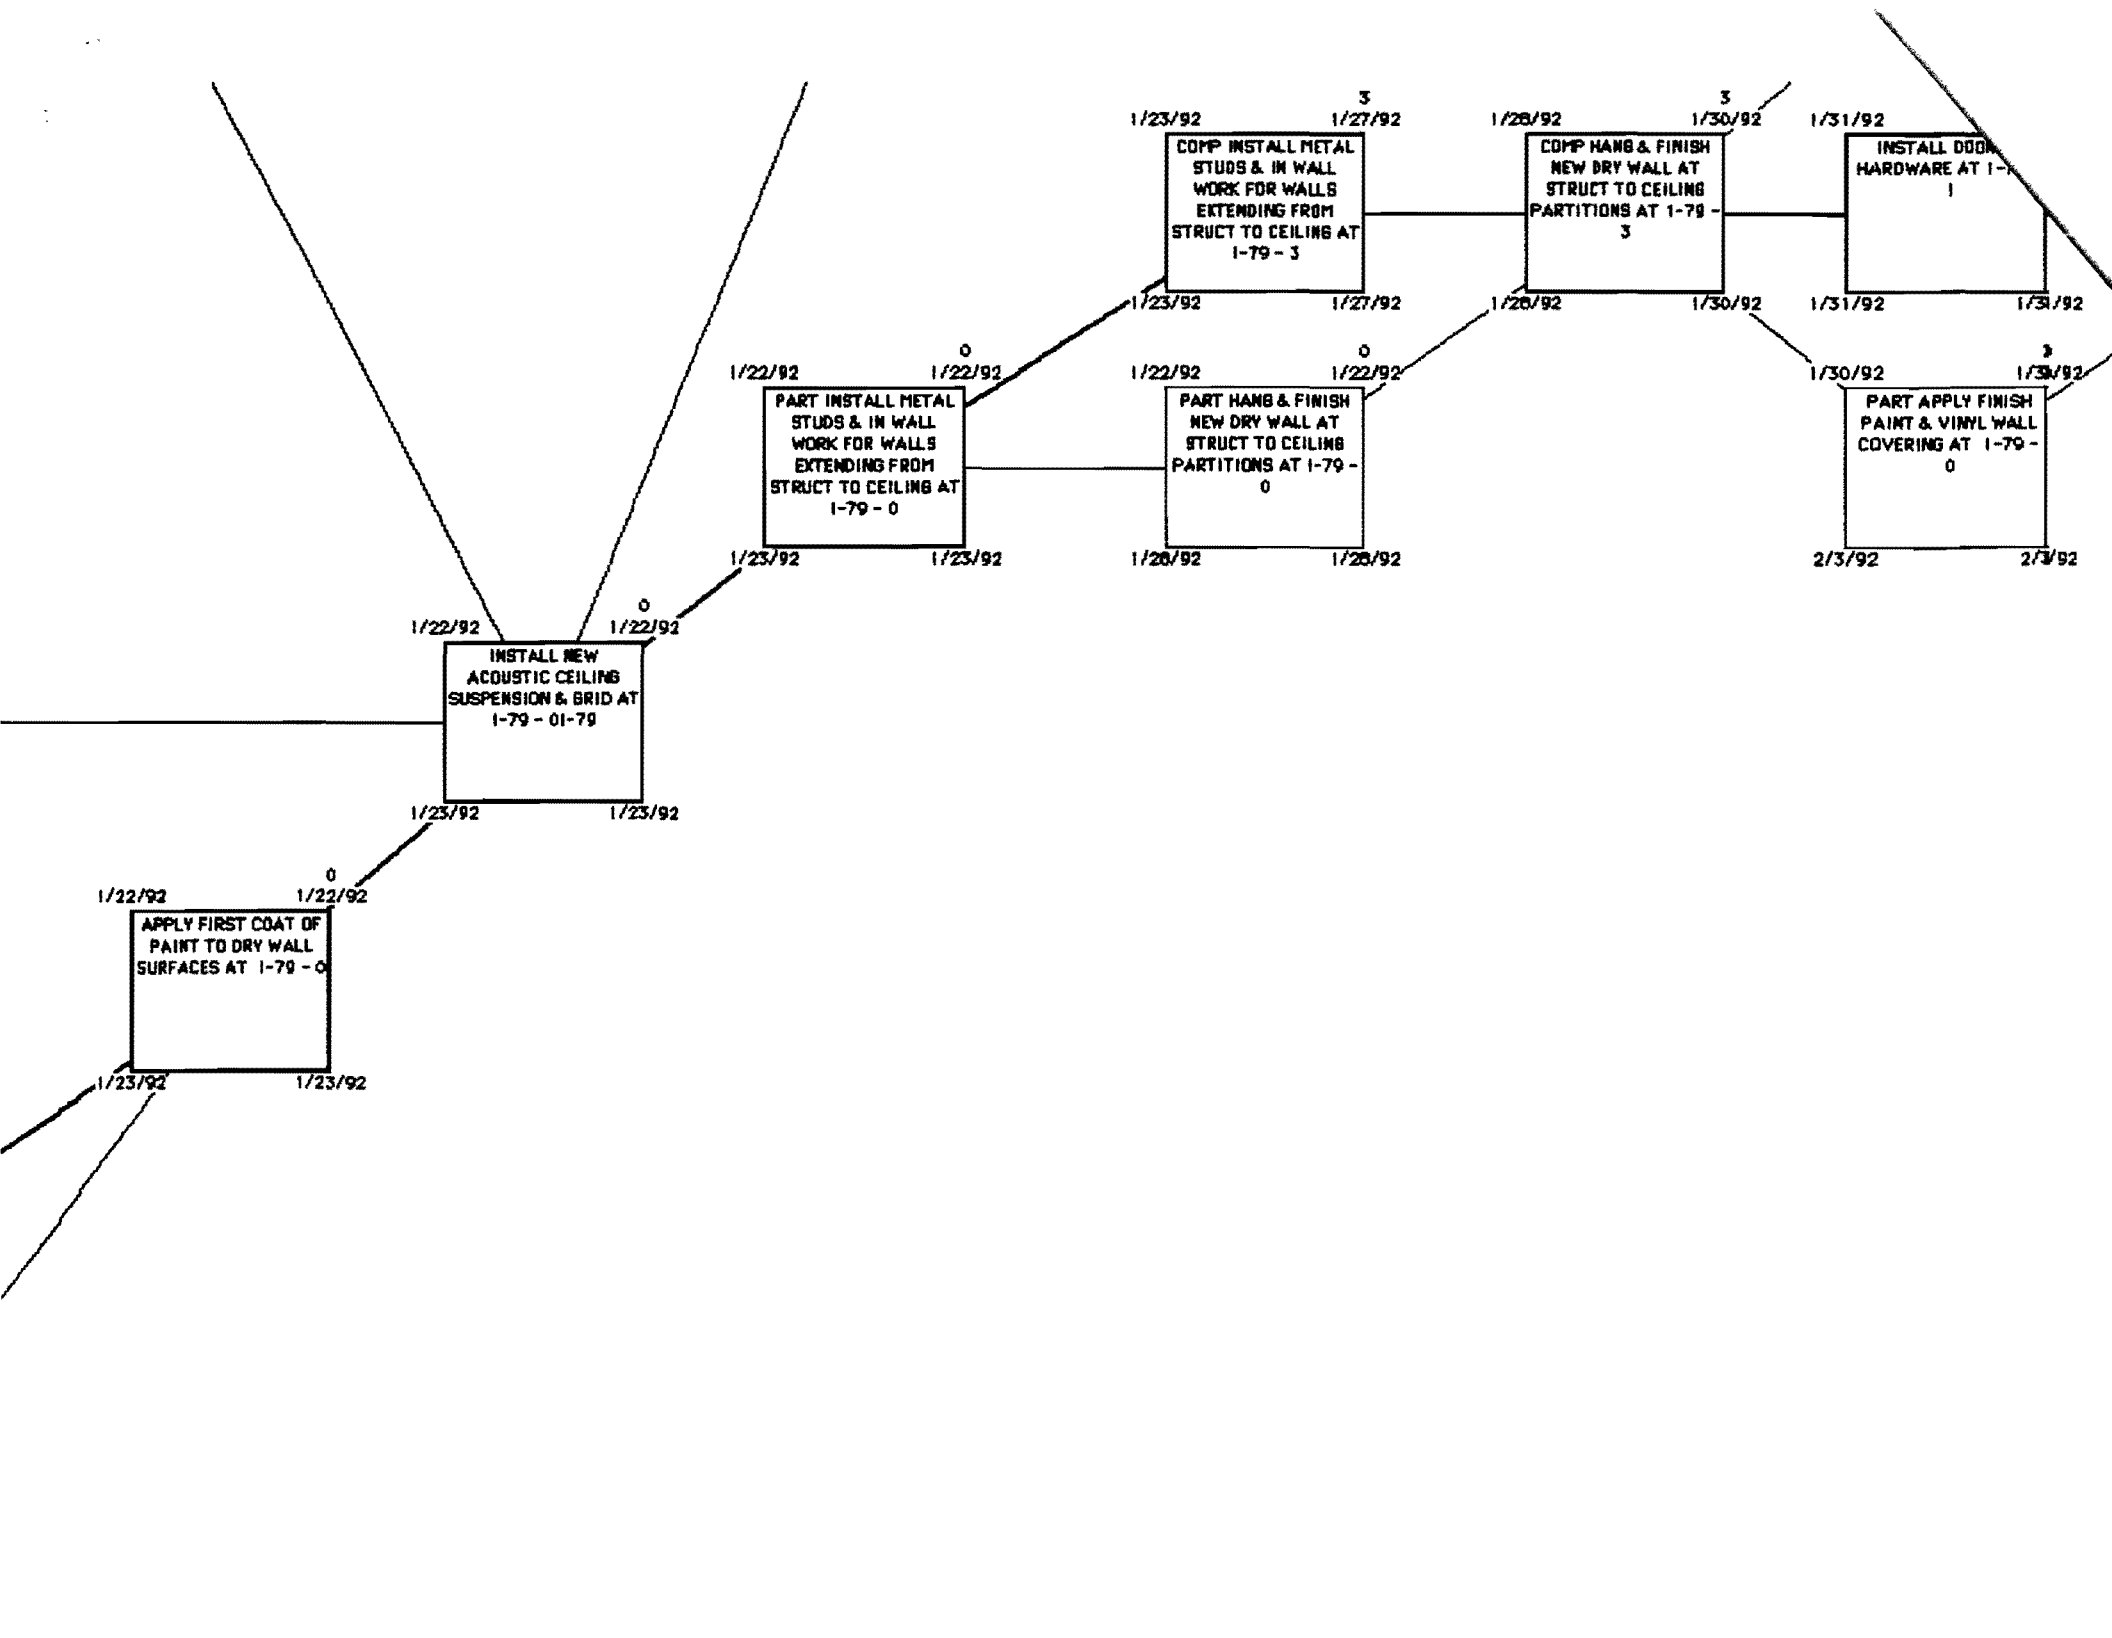 3
1/23/92 1/27/92
COMP INSTALL METAL
STUDS & IN WALL
WORK FOR WALLS
EXTENDING FROM
STRUCT TO CEILING AT
1-79 - 3
1/23/92 1/27/92
3
1/28/92 1/30/92
COMP HANG & FINISH
NEW DRY WALL AT
STRUCT TO CEILING
PARTITIONS AT 1-79 -
3
1/28/92 1/30/92
1/31/92
INSTALL DOOR
HARDWARE AT 1-
1
1/31/92 1/31/92
0
1/22/92 1/22/92
PART INSTALL METAL
STUDS & IN WALL
WORK FOR WALLS
EXTENDING FROM
STRUCT TO CEILING AT
1-79 - 0
1/23/92 1/23/92
0
1/22/92 1/22/92
PART HANG & FINISH
NEW DRY WALL AT
STRUCT TO CEILING
PARTITIONS AT 1-79 -
0
1/28/92 1/28/92
1/30/92
PART APPLY FINISH
PAINT & VINYL WALL
COVERING AT 1-79 -
0
2/3/92 2/3/92
0
1/22/92 1/22/92
INSTALL NEW
ACOUSTIC CEILING
SUSPENSION & GRID AT
1-79 - 01-79
1/23/92 1/23/92
0
1/22/92 1/22/92
APPLY FIRST COAT OF
PAINT TO DRY WALL
SURFACES AT 1-79 - 0
1/23/92 1/23/92